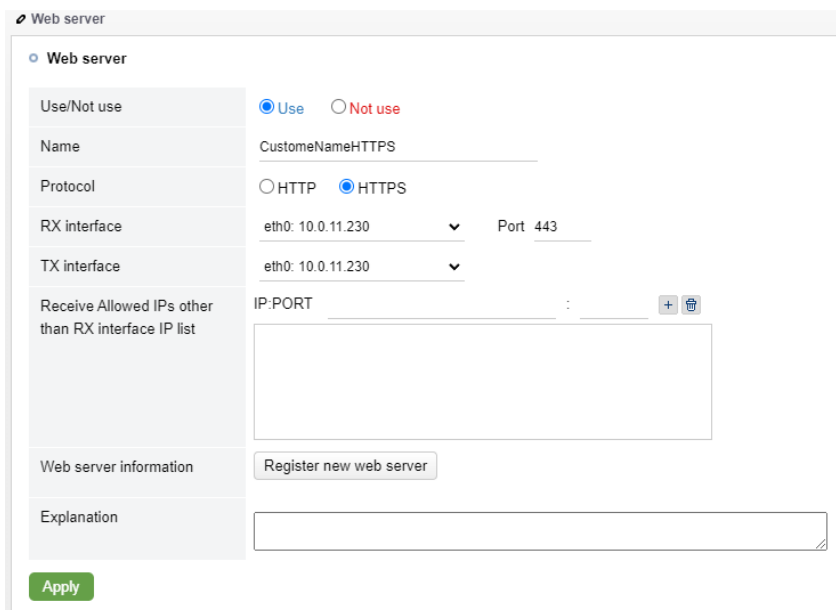 Web server
Web server
Use/Not use
Use Not use
Name
CustomeNameHTTPS
Protocol
HTTP HTTPS
RX interface
eth0: 10.0.11.230
Port 443
TX interface
eth0: 10.0.11.230
Receive Allowed IPs other
than RX interface IP list
IP:PORT : +
Web server information
Register new web server
Explanation
Apply